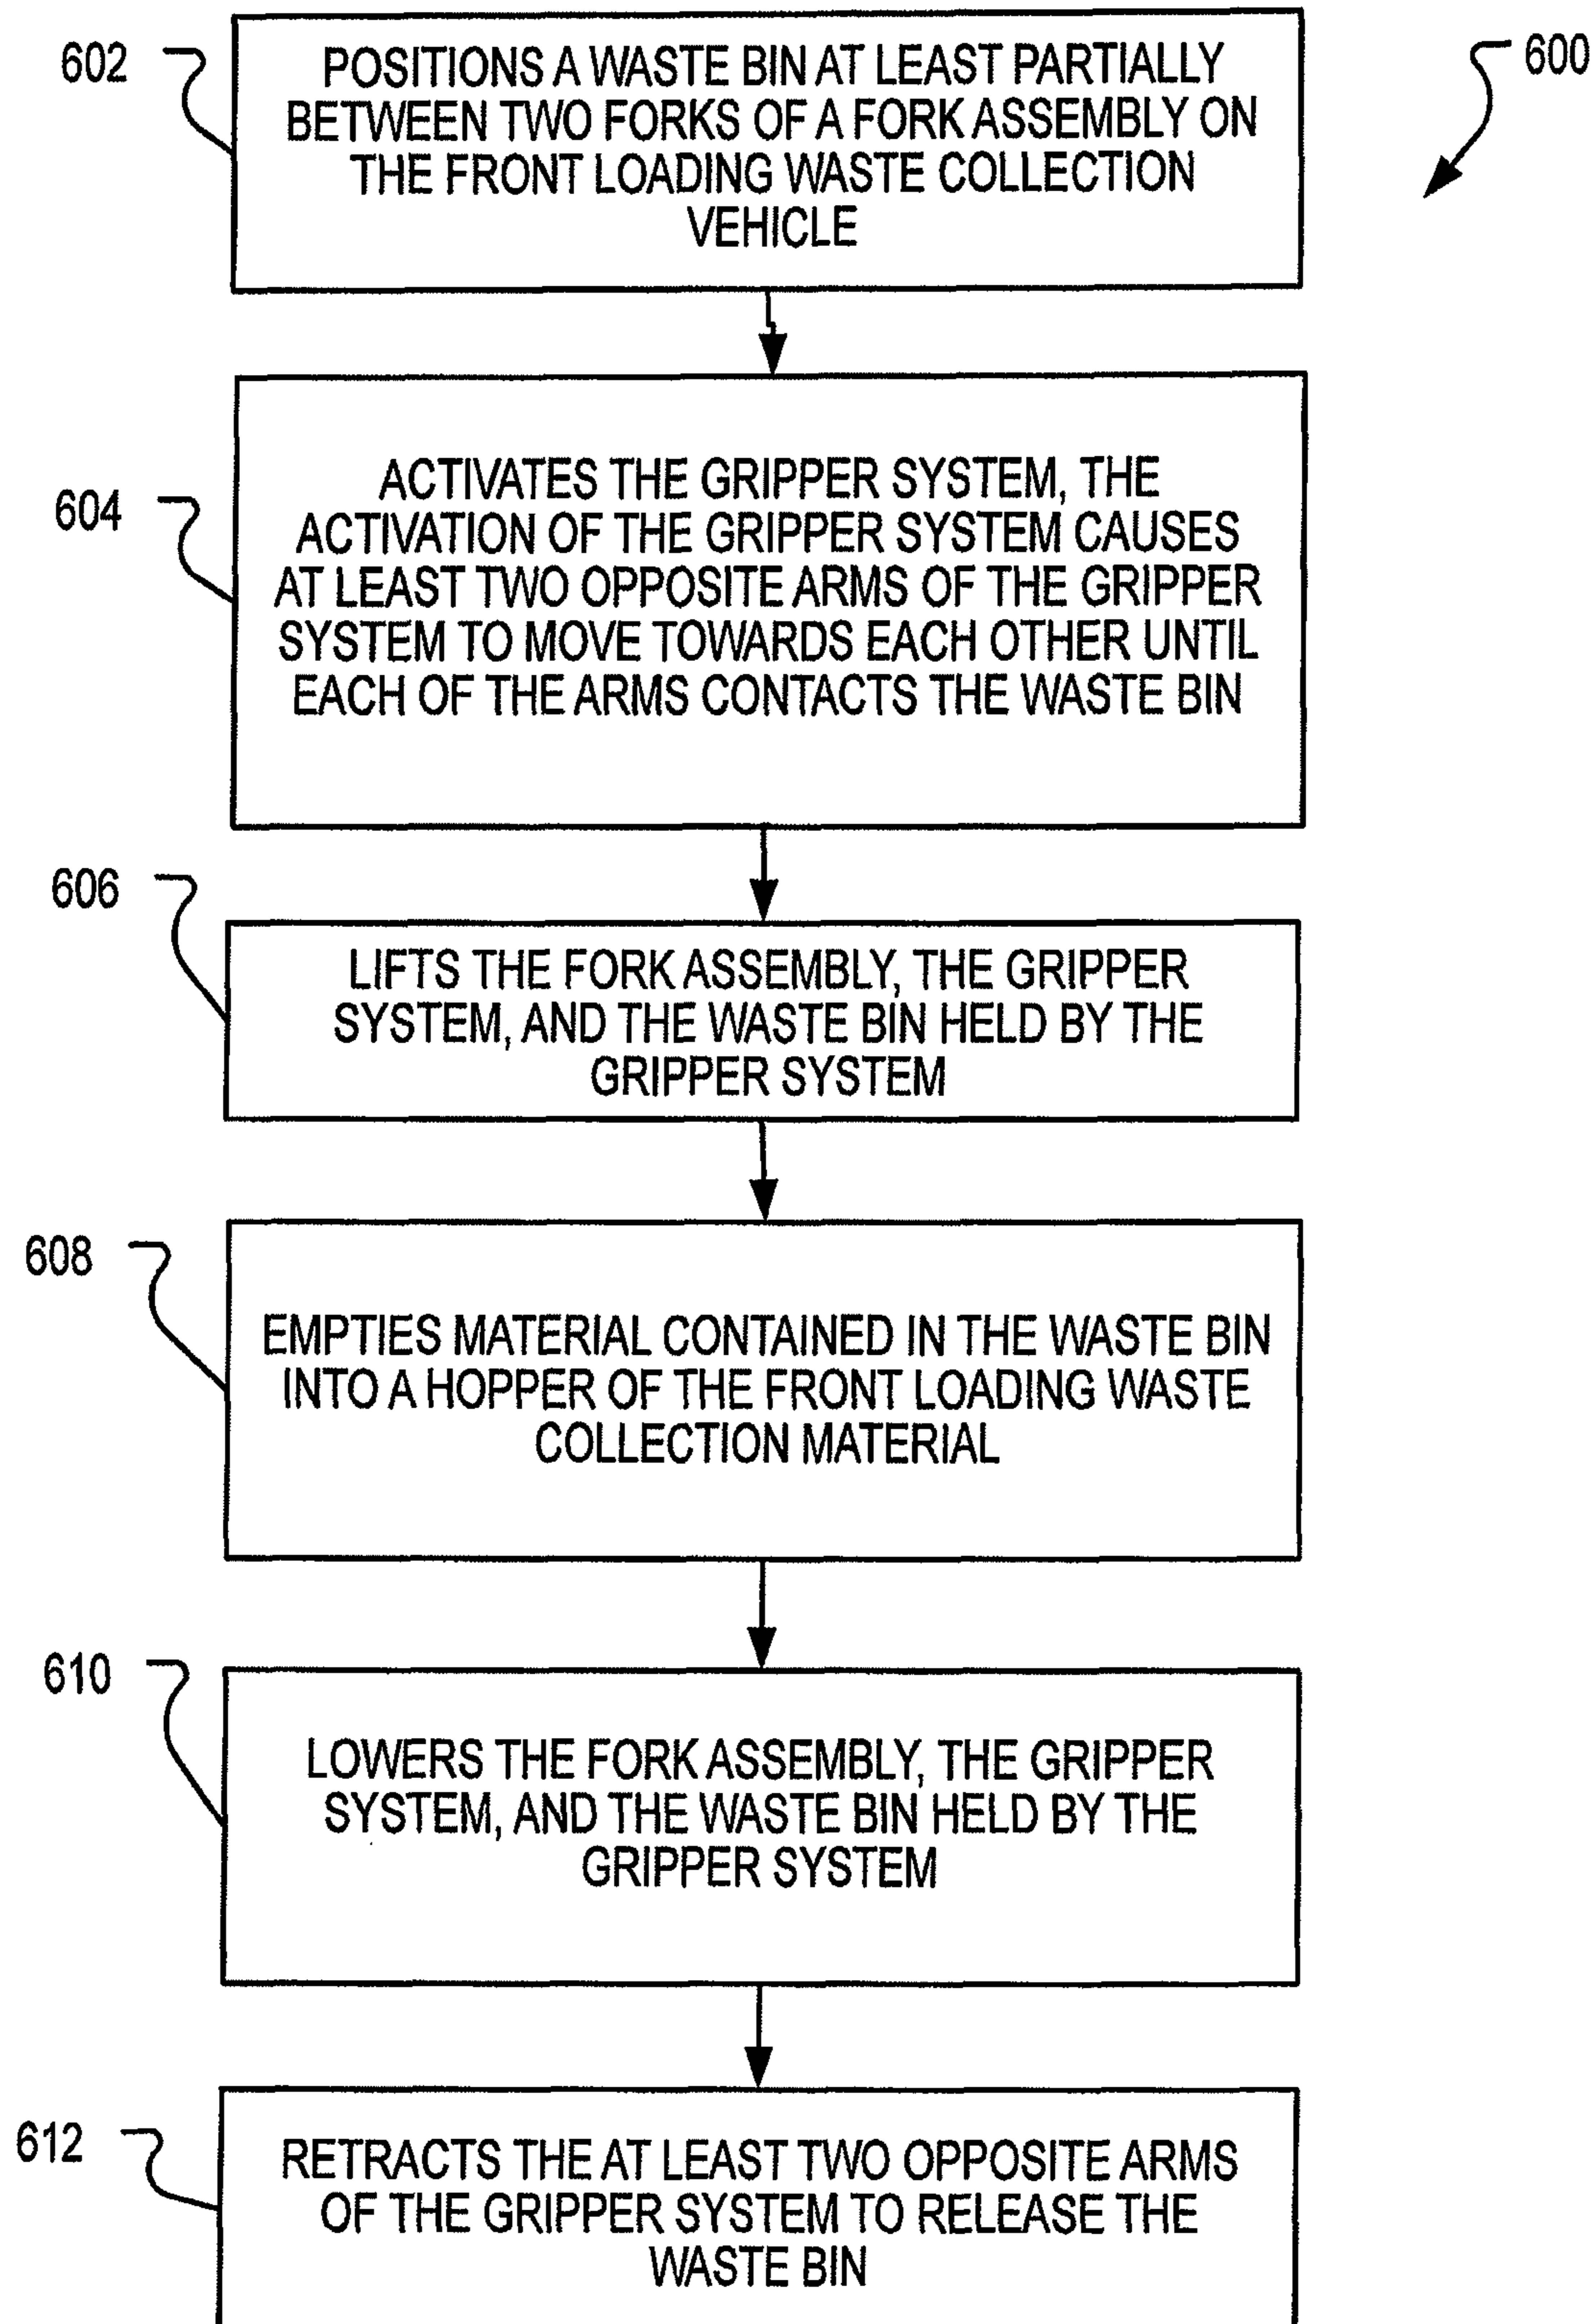 600
602
POSITIONS A WASTE BIN AT LEAST PARTIALLY
BETWEEN TWO FORKS OF A FORK ASSEMBLY ON
THE FRONT LOADING WASTE COLLECTION
VEHICLE
604
ACTIVATES THE GRIPPER SYSTEM, THE
ACTIVATION OF THE GRIPPER SYSTEM CAUSES
AT LEAST TWO OPPOSITE ARMS OF THE GRIPPER
SYSTEM TO MOVE TOWARDS EACH OTHER UNTIL
EACH OF THE ARMS CONTACTS THE WASTE BIN
606
LIFTS THE FORK ASSEMBLY, THE GRIPPER
SYSTEM, AND THE WASTE BIN HELD BY THE
GRIPPER SYSTEM
608
EMPTIES MATERIAL CONTAINED IN THE WASTE BIN
INTO A HOPPER OF THE FRONT LOADING WASTE
COLLECTION MATERIAL
610
LOWERS THE FORK ASSEMBLY, THE GRIPPER
SYSTEM, AND THE WASTE BIN HELD BY THE
GRIPPER SYSTEM
612
RETRACTS THE AT LEAST TWO OPPOSITE ARMS
OF THE GRIPPER SYSTEM TO RELEASE THE
WASTE BIN